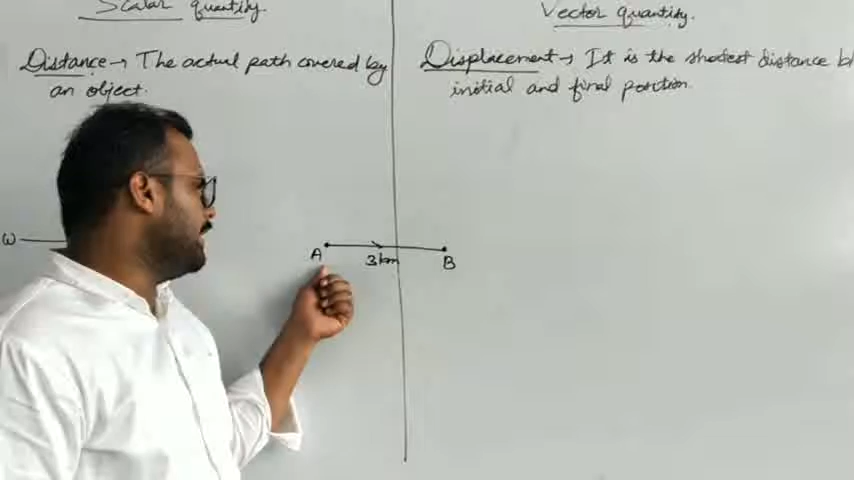 Scalar quantity.
Vector quantity.
Distance → The actual path covered by
an object.
Displacement → It is the shortest distance b/
initial and final position.
W
A
3km
B